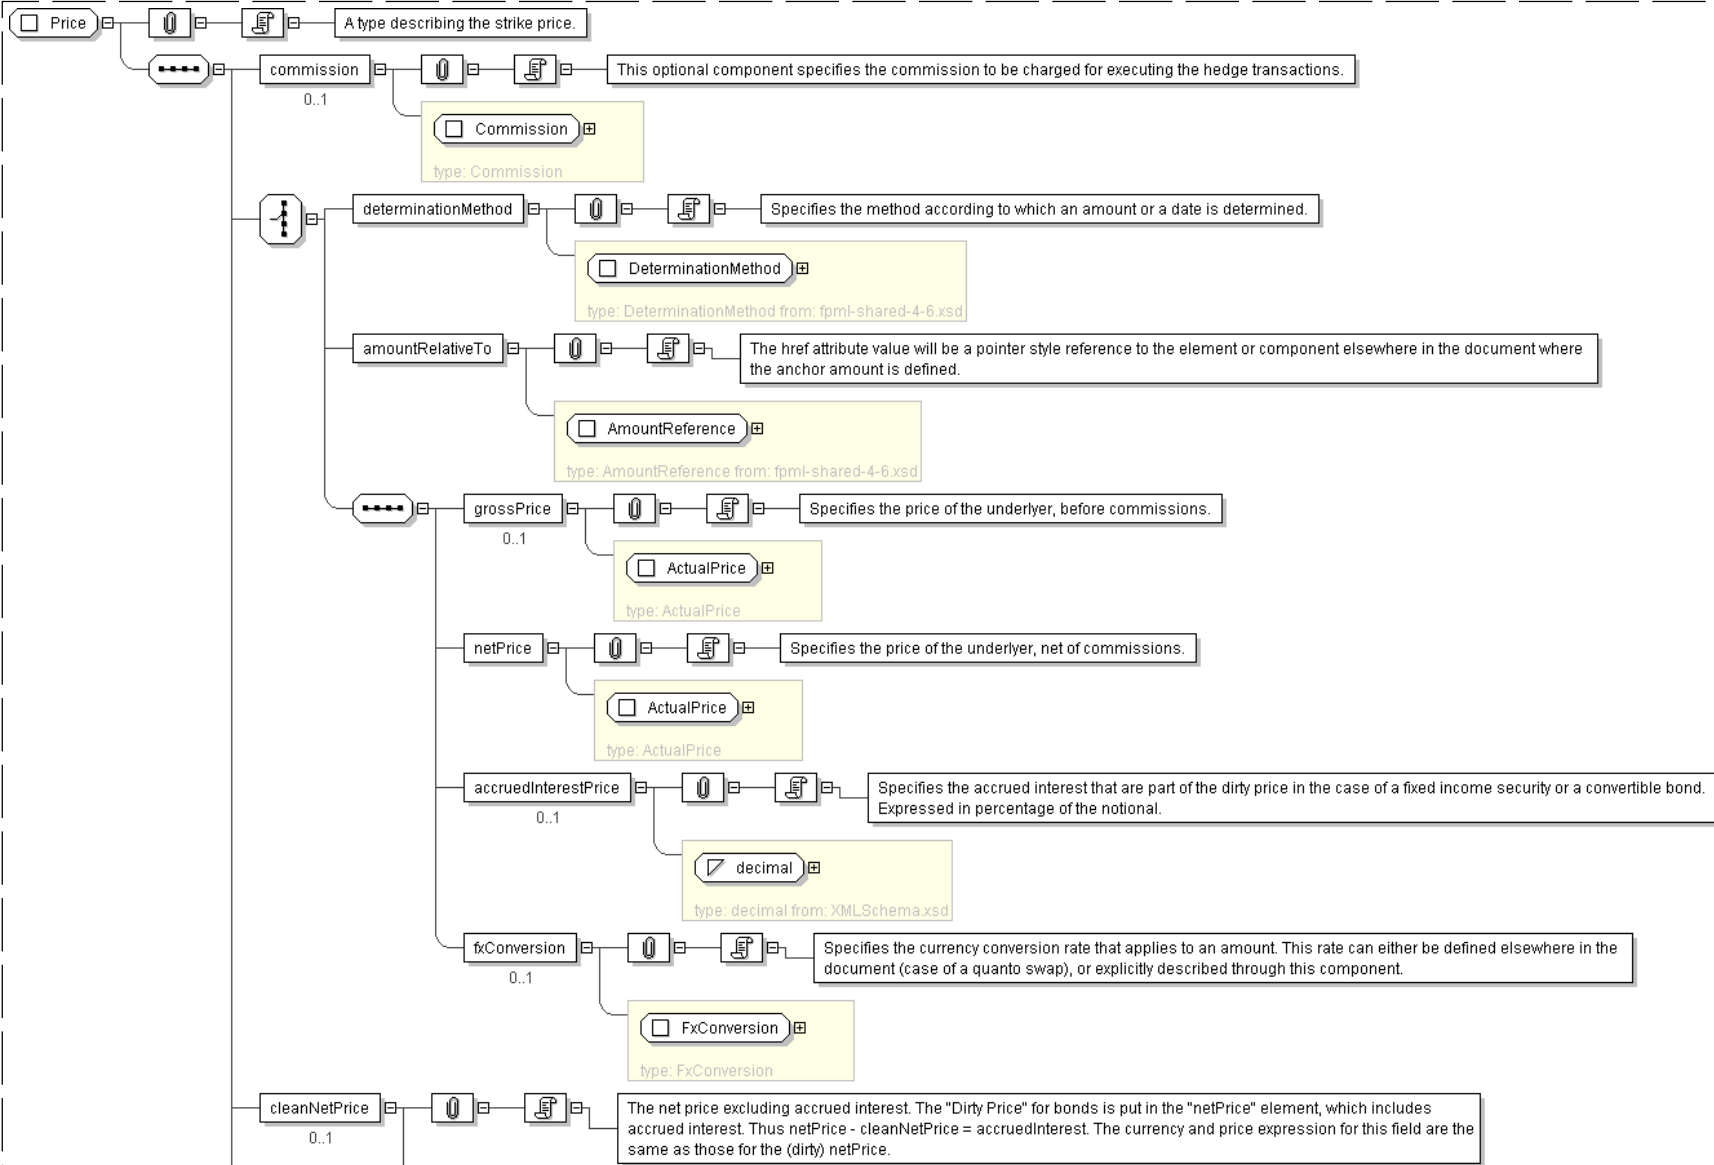 Price
A type describing the strike price.
commission
This optional component specifies the commission to be charged for executing the hedge transactions.
0..1
Commission
type: Commission
determinationMethod
Specifies the method according to which an amount or a date is determined.
DeterminationMethod
type: DeterminationMethod from: fpml-shared-4-6.xsd
amountRelativeTo
The href attribute value will be a pointer style reference to the element or component elsewhere in the document where
the anchor amount is defined.
AmountReference
type: AmountReference from: fpml-shared-4-6.xsd
grossPrice
Specifies the price of the underlyer, before commissions.
0..1
ActualPrice
type: ActualPrice
netPrice
Specifies the price of the underlyer, net of commissions.
ActualPrice
type: ActualPrice
accruedInterestPrice
Specifies the accrued interest that are part of the dirty price in the case of a fixed income security or a convertible bond.
Expressed in percentage of the notional.
0..1
decimal
type: decimal from: XMLSchema.xsd
fxConversion
Specifies the currency conversion rate that applies to an amount. This rate can either be defined elsewhere in the
document (case of a quanto swap), or explicitly described through this component.
0..1
FxConversion
type: FxConversion
cleanNetPrice
The net price excluding accrued interest. The "Dirty Price" for bonds is put in the "netPrice" element, which includes
accrued interest. Thus netPrice - cleanNetPrice = accruedInterest. The currency and price expression for this field are the
same as those for the (dirty) netPrice.
0..1